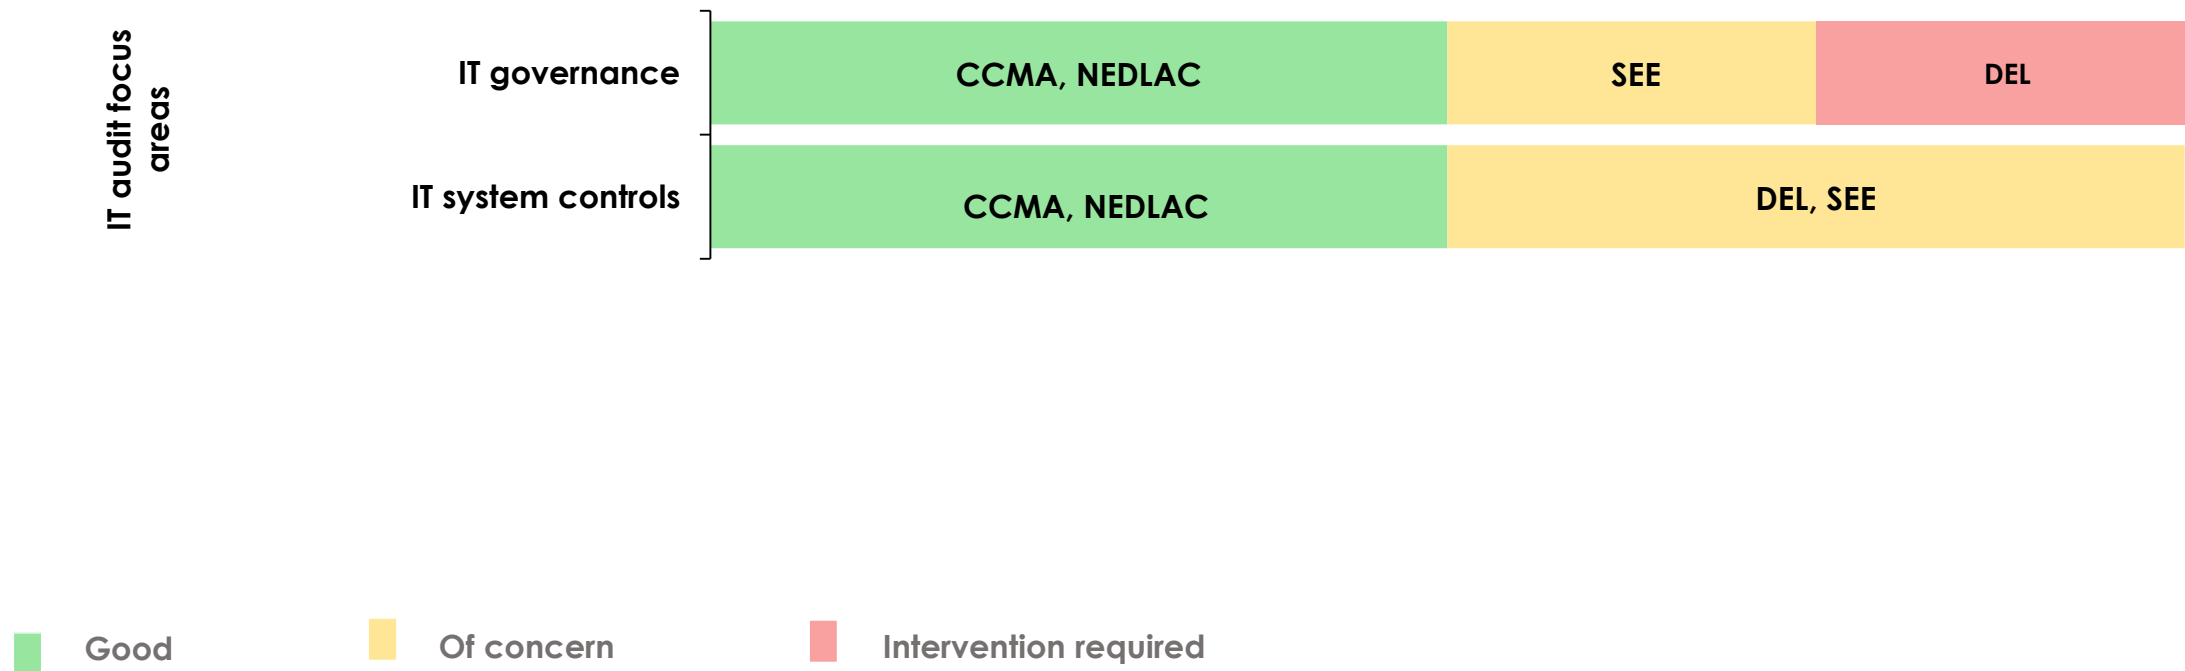 IT audit focus
areas
IT governance
CCMA, NEDLAC
SEE
DEL
IT system controls
CCMA, NEDLAC
DEL, SEE
Good
Of concern
Intervention required